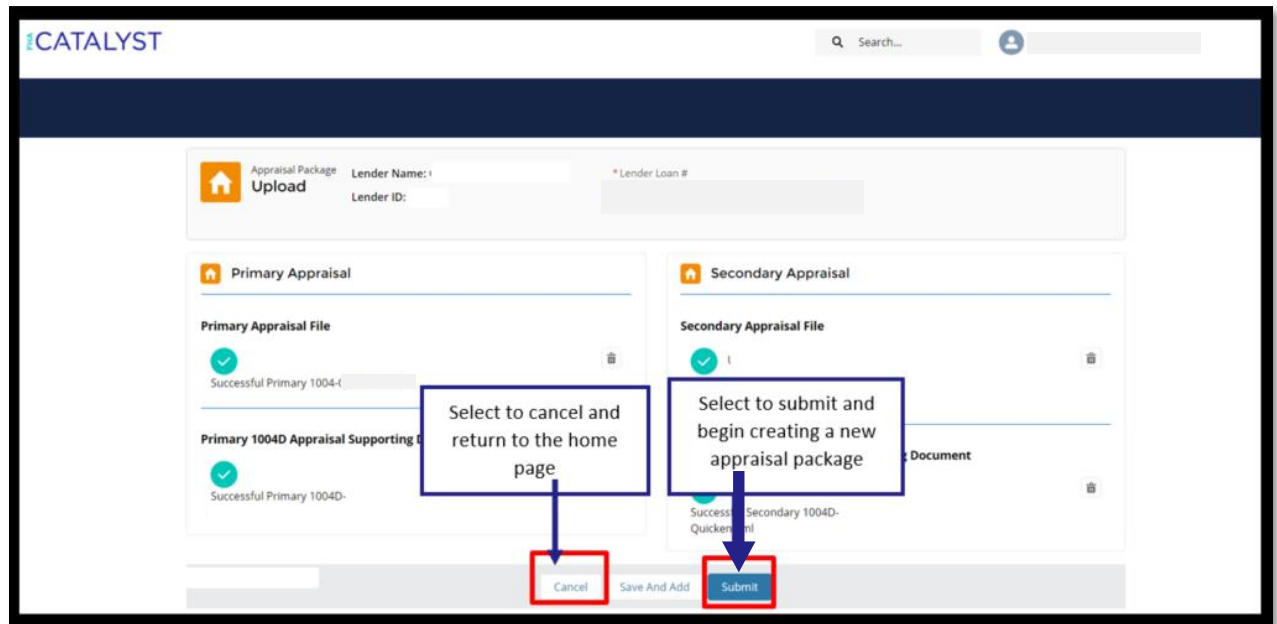 FHA CATALYST
Search...
Appraisal Package
Upload
Lender Name:
Lender ID:
* Lender Loan #
Primary Appraisal
Primary Appraisal File
Successful Primary 1004-
Primary 1004D Appraisal Supporting
Successful Primary 1004D-
Secondary Appraisal
Secondary Appraisal File
Document
Secondary 1004D-
Select to cancel and
return to the home
page
Select to submit and
begin creating a new
appraisal package
Cancel
Save And Add
Submit